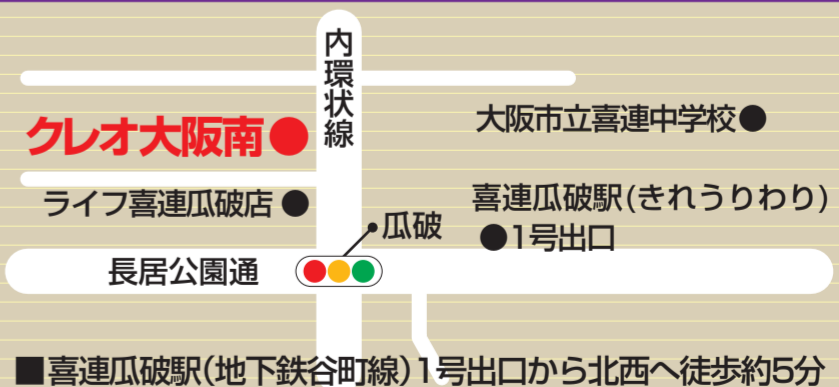 内環状線
クレオ大阪南●
大阪市立喜連中学校●
ライフ喜連瓜破店●
喜連瓜破駅(きれうりわり)
●1号出口
瓜破
長居公園通
■喜連瓜破駅(地下鉄谷町線)1号出口から北西へ徒歩約5分